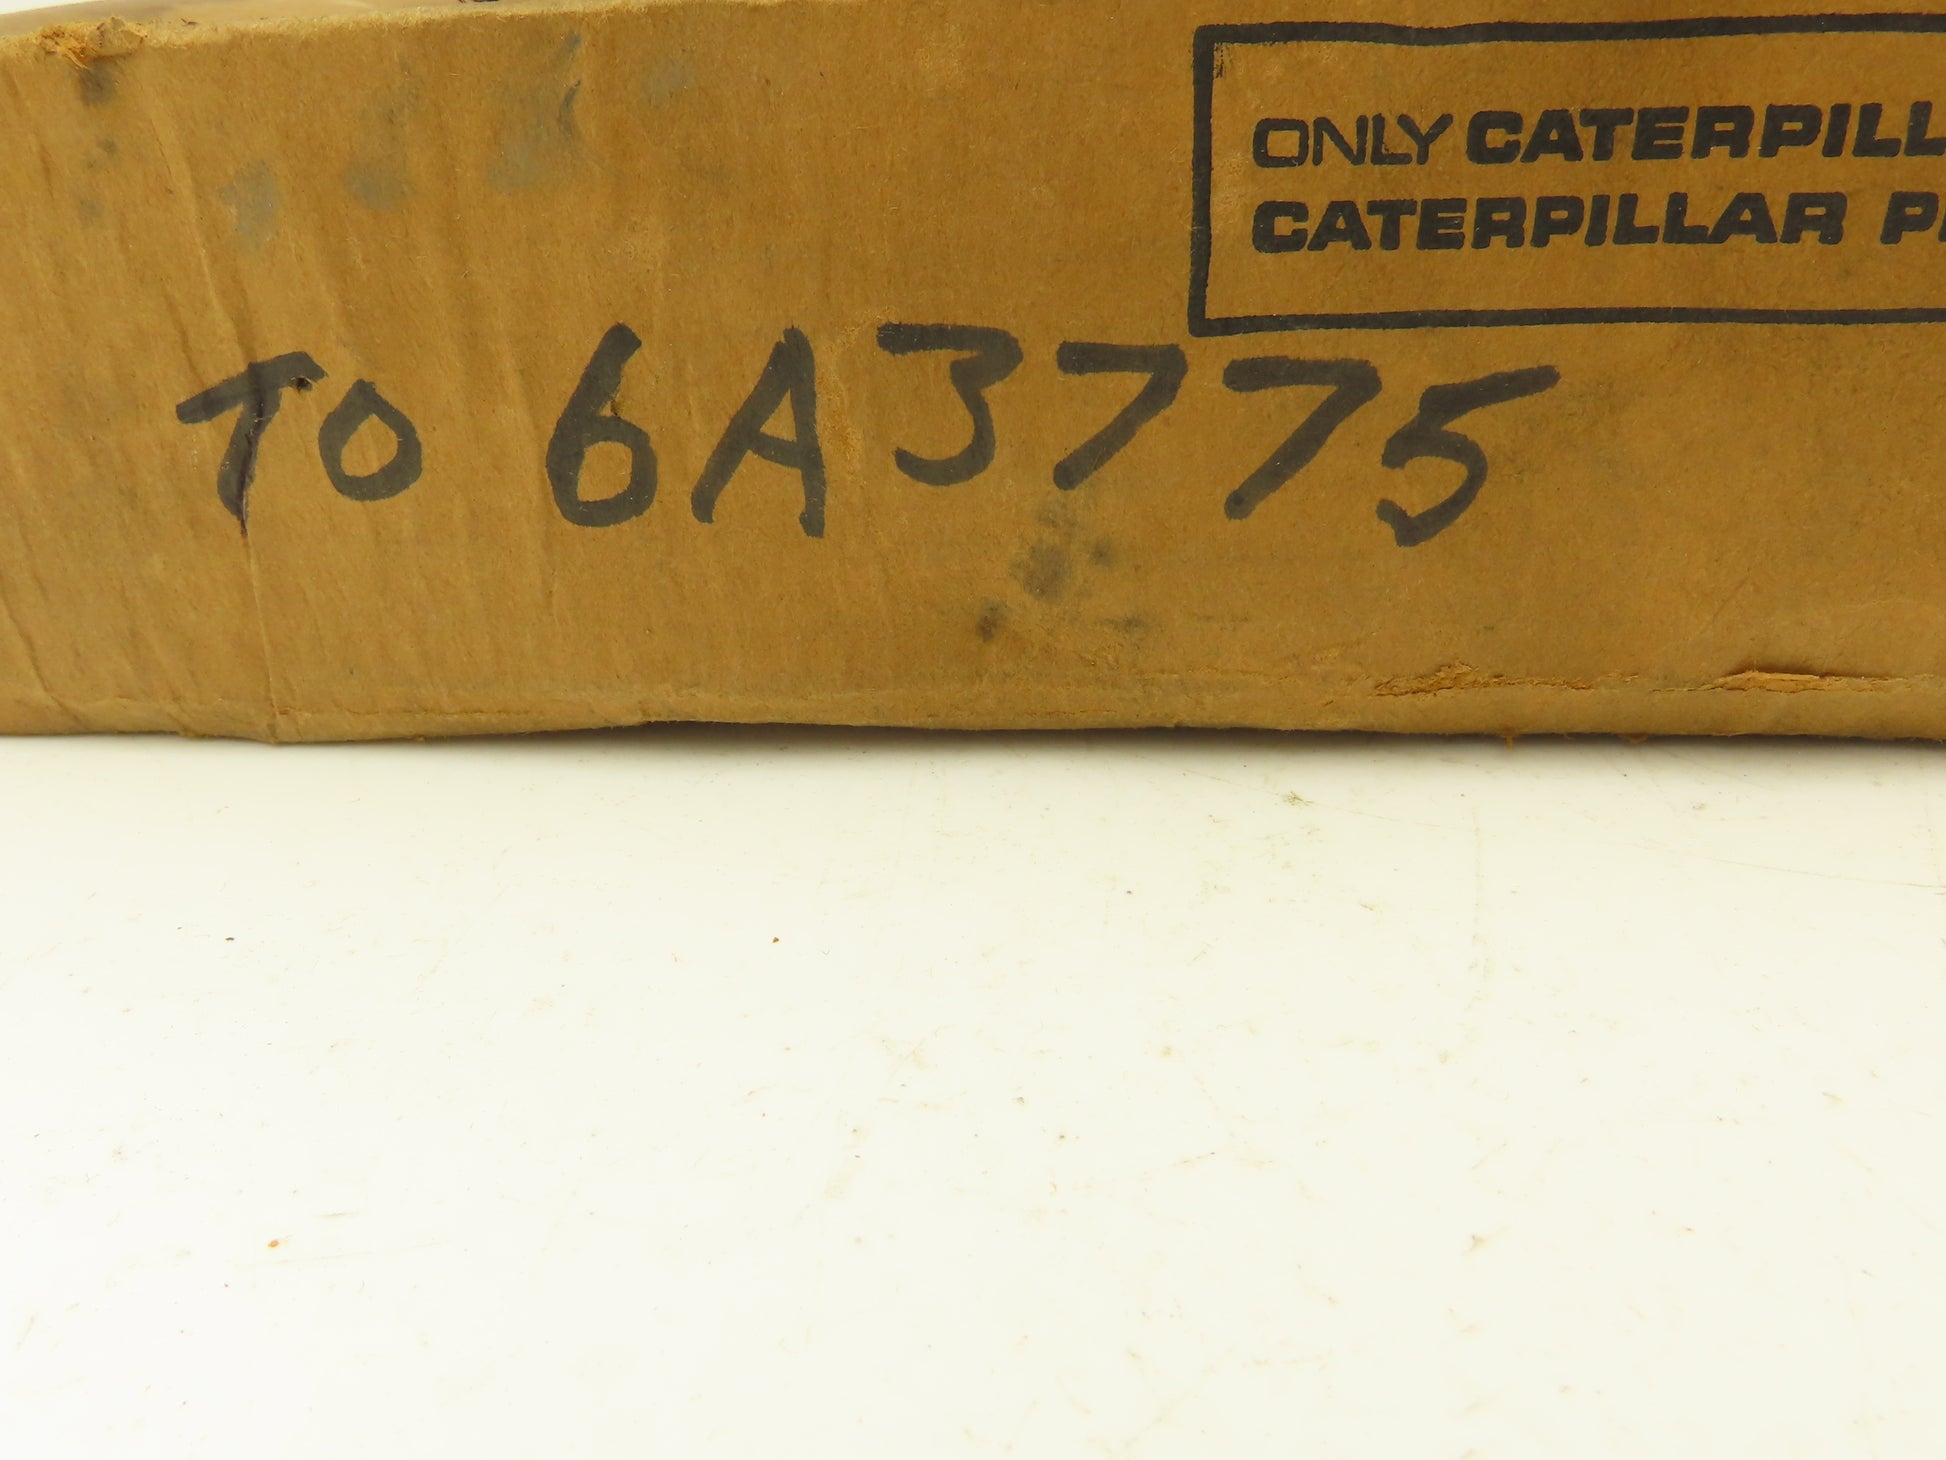 ONLY CATERPILL
CATERPILLAR P
TO 6A3775